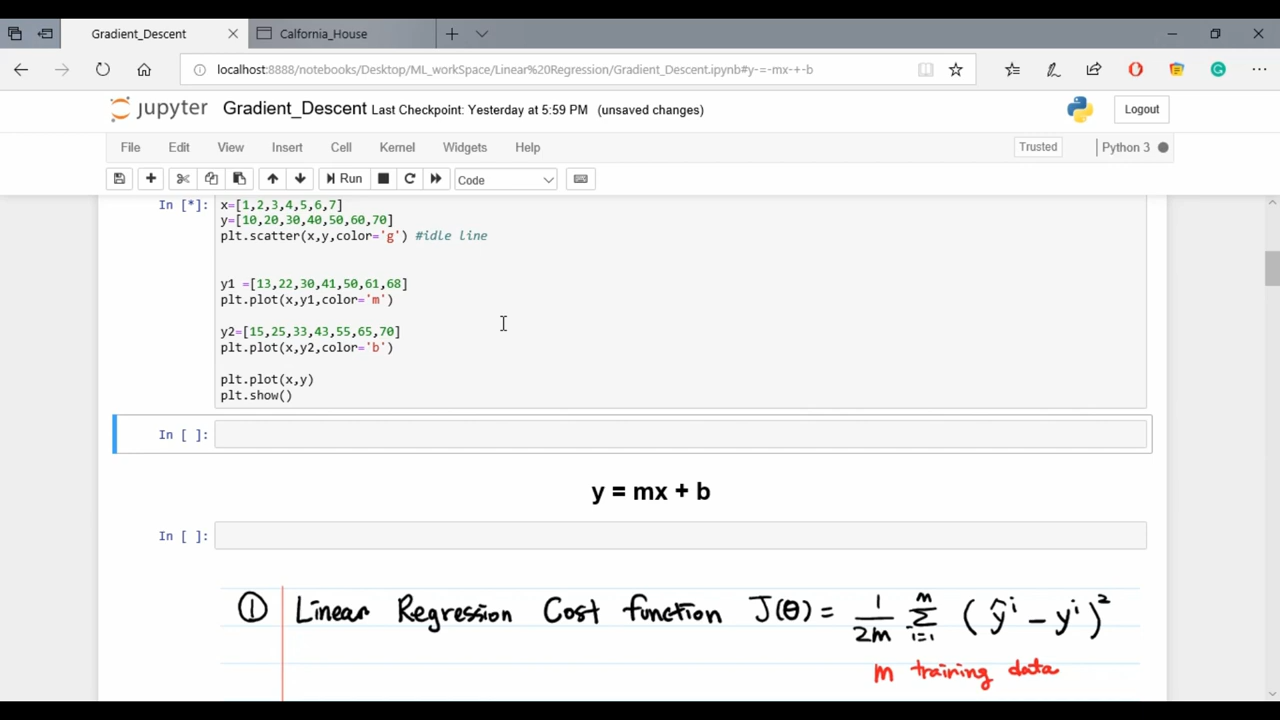 Gradient_Descent
Calfornia_House
localhost:8888/notebooks/Desktop/ML_workSpace/Linear%20Regression/Gradient_Descent.ipynb#y-=-mx-+-b
jupyter Gradient_Descent Last Checkpoint: Yesterday at 5:59 PM (unsaved changes)
Logout
File Edit View Insert Cell Kernel Widgets Help Trusted Python 3
Run Code
In [*]: x=[1,2,3,4,5,6,7]
y=[10,20,30,40,50,60,70]
plt.scatter(x,y,color='g') #idle line
y1 =[13,22,30,41,50,61,68]
plt.plot(x,y1,color='m')
y2=[15,25,33,43,55,65,70]
plt.plot(x,y2,color='b')
plt.plot(x,y)
plt.show()
In [ ]:
y = mx + b
In [ ]:
① Linear Regression Cost function J(θ) = 1/2m Σ i=1 m (ŷⁱ - yⁱ)²
m training data